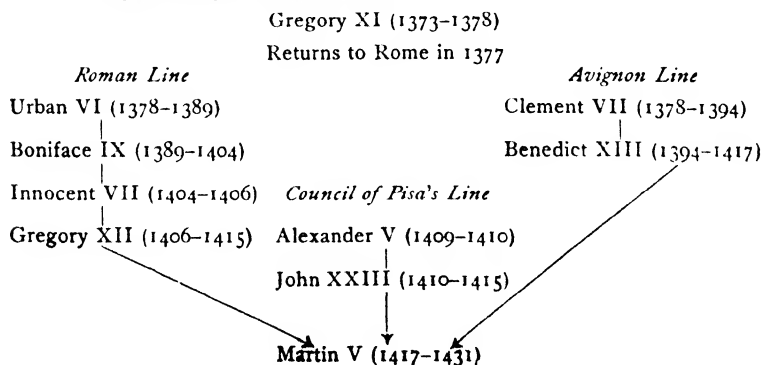 Gregory XI (1373–1378)
Returns to Rome in 1377
Roman Line
Avignon Line
Urban VI (1378–1389)
Clement VII (1378–1394)
Boniface IX (1389–1404)
Benedict XIII (1394–1417)
Innocent VII (1404–1406)
Council of Pisa's Line
Gregory XII (1406–1415)
Alexander V (1409–1410)
John XXIII (1410–1415)
Martin V (1417–1431)